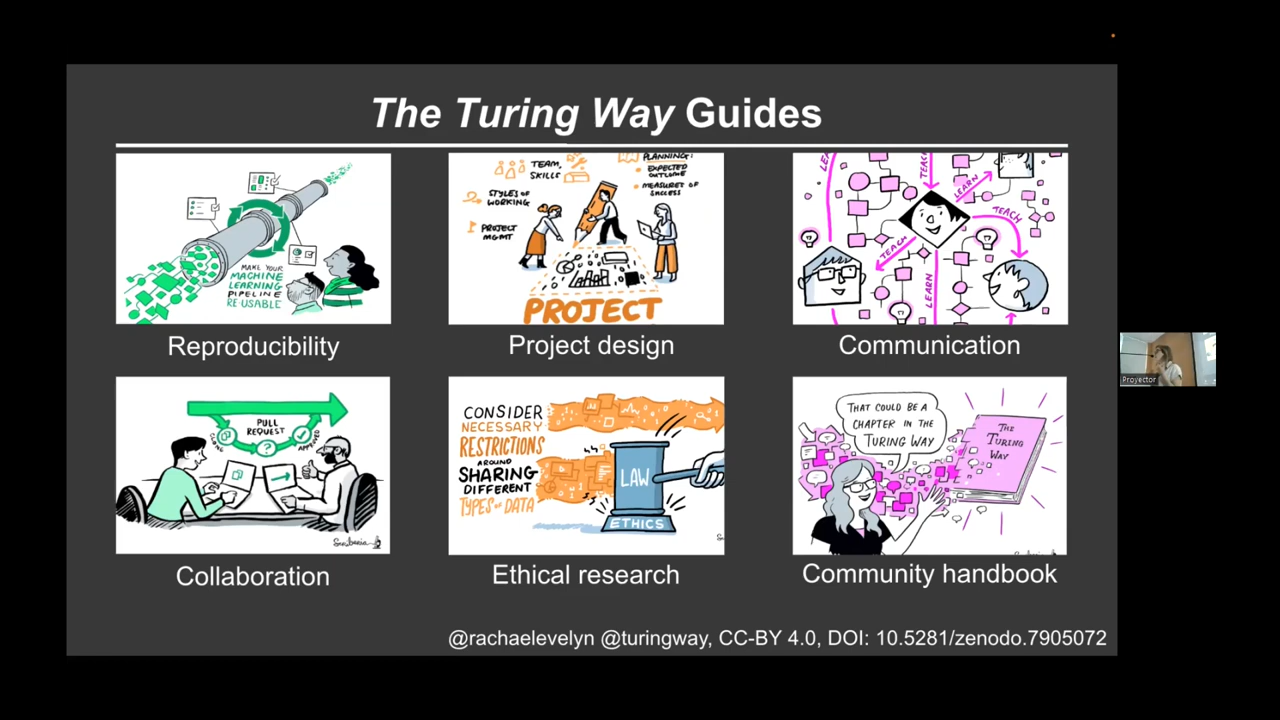 The Turing Way Guides
MAKE YOUR
MACHINE
LEARNING
PIPELINE
RE-USABLE
Reproducibility
TEAM,
SKILLS
STYLES OF
WORKING
PROJECT
MGMT
PLANNING:
EXPECTED
OUTCOME
MEASURES OF
SUCCESS
PROJECT
Project design
TEACH
LEARN
TEACH
TEACH
LEARN
Communication
PULL
REQUEST
APPROVED
Collaboration
CONSIDER
NECESSARY
RESTRICTIONS
AROUND
SHARING
DIFFERENT
TYPES OF DATA
LAW
ETHICS
Ethical research
THAT COULD BE A
CHAPTER IN THE
TURING WAY
THE
TURING
WAY
Community handbook
@rachaelevelyn @turingway, CC-BY 4.0, DOI: 10.5281/zenodo.7905072
Proyector